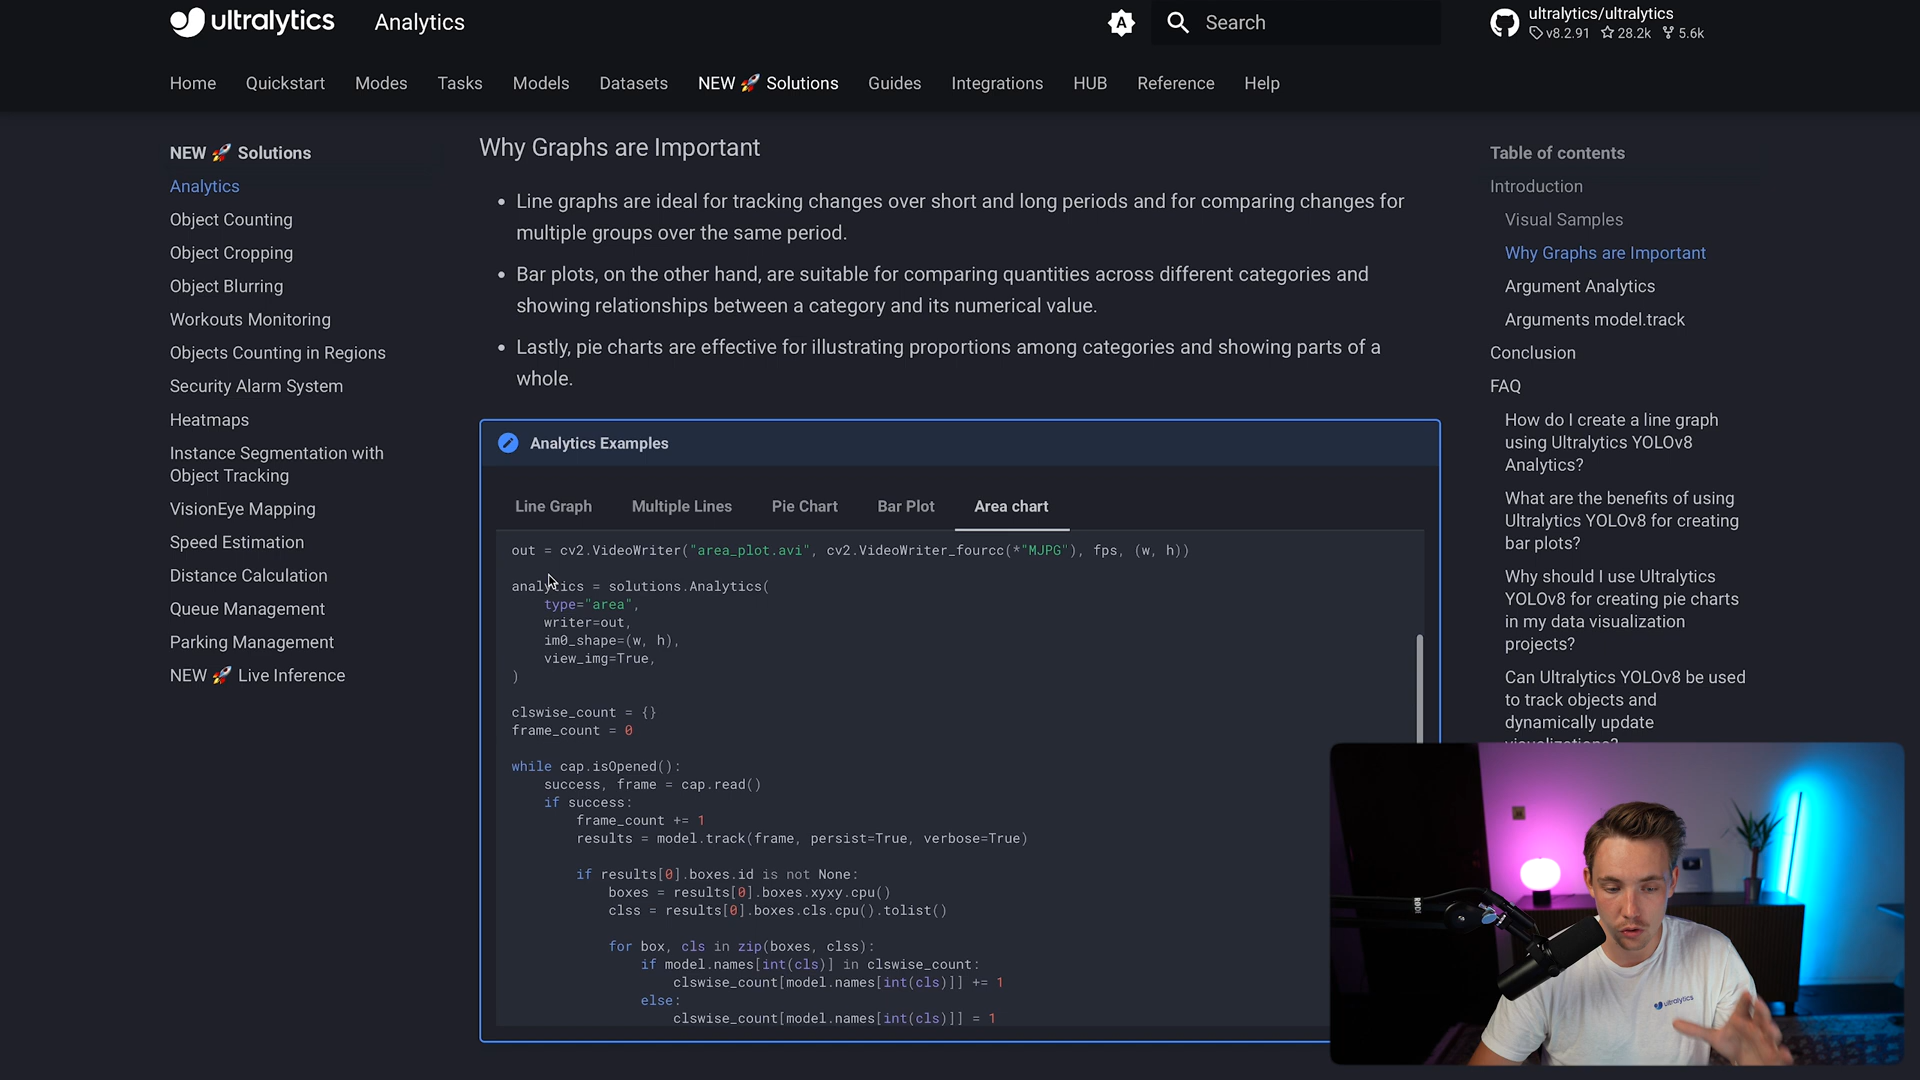 ultralytics
Analytics
A
Search
ultralytics/ultralytics
v8.2.91 28.2k 5.6k
Home Quickstart Modes Tasks Models Datasets NEW 🚀 Solutions Guides Integrations HUB Reference Help
NEW 🚀 Solutions
Analytics
Object Counting
Object Cropping
Object Blurring
Workouts Monitoring
Objects Counting in Regions
Security Alarm System
Heatmaps
Instance Segmentation with
Object Tracking
VisionEye Mapping
Speed Estimation
Distance Calculation
Queue Management
Parking Management
NEW 🚀 Live Inference
Why Graphs are Important
• Line graphs are ideal for tracking changes over short and long periods and for comparing changes for
multiple groups over the same period.
• Bar plots, on the other hand, are suitable for comparing quantities across different categories and
showing relationships between a category and its numerical value.
• Lastly, pie charts are effective for illustrating proportions among categories and showing parts of a
whole.
Analytics Examples
Line Graph Multiple Lines Pie Chart Bar Plot Area chart
out = cv2.VideoWriter("area_plot.avi", cv2.VideoWriter_fourcc(*"MJPG"), fps, (w, h))
analytics = solutions.Analytics(
type="area",
writer=out,
im0_shape=(w, h),
view_img=True,
)
clswise_count = {}
frame_count = 0
while cap.isOpened():
success, frame = cap.read()
if success:
frame_count += 1
results = model.track(frame, persist=True, verbose=True)
if results[0].boxes.id is not None:
boxes = results[0].boxes.xyxy.cpu()
clss = results[0].boxes.cls.cpu().tolist()
for box, cls in zip(boxes, clss):
if model.names[int(cls)] in clswise_count:
clswise_count[model.names[int(cls)]] += 1
else:
clswise_count[model.names[int(cls)]] = 1
Table of contents
Introduction
Visual Samples
Why Graphs are Important
Argument Analytics
Arguments model.track
Conclusion
FAQ
How do I create a line graph
using Ultralytics YOLOv8
Analytics?
What are the benefits of using
Ultralytics YOLOv8 for creating
bar plots?
Why should I use Ultralytics
YOLOv8 for creating pie charts
in my data visualization
projects?
Can Ultralytics YOLOv8 be used
to track objects and
dynamically update
visualizations?
RØDE
ultralytics